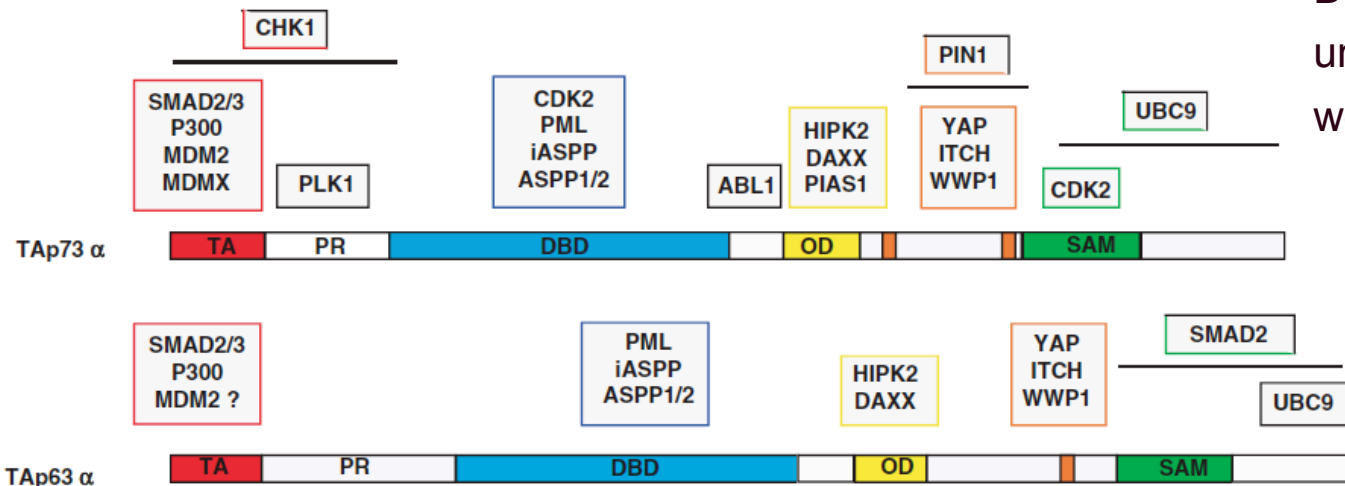 CHK1
PIN1
SMAD2/3
P300
MDM2
MDMX
PLK1
CDK2
PML
iASPP
ASPP1/2
ABL1
HIPK2
DAXX
PIAS1
YAP
ITCH
WWP1
UBC9
CDK2
TAp73 α
TA
PR
DBD
OD
SAM
SMAD2/3
P300
MDM2 ?
PML
iASPP
ASPP1/2
HIPK2
DAXX
YAP
ITCH
WWP1
SMAD2
UBC9
TAp63 α
TA
PR
DBD
OD
SAM